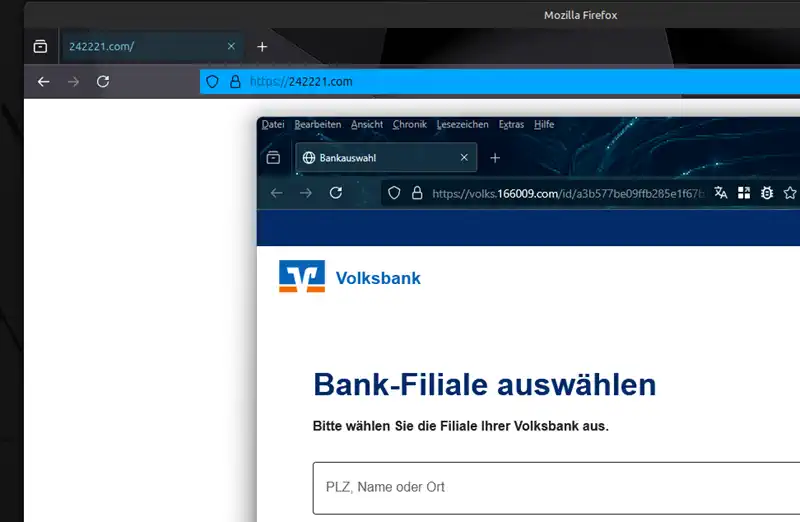 Mozilla Firefox
242221.com/
https://242221.com
Datei Bearbeiten Ansicht Chronik Lesezeichen Extras Hilfe
Bankauswahl
https://volks.166009.com/id/a3b577be09ffb285e1f67b
Volksbank
Bank-Filiale auswählen
Bitte wählen Sie die Filiale Ihrer Volksbank aus.
PLZ, Name oder Ort